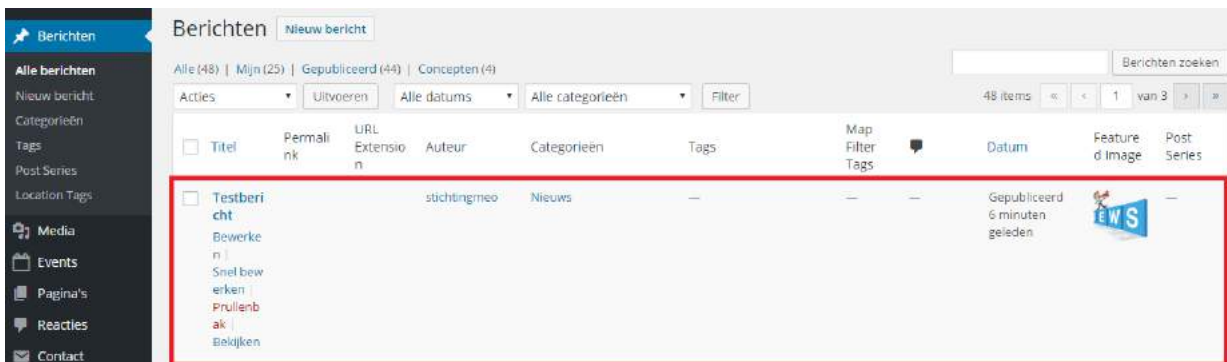 Berichten
Alle berichten
Nieuw bericht
Categorieën
Tags
Post Series
Location Tags
Media
Events
Pagina's
Reacties
Contact
Berichten Nieuw bericht
Alle (48) | Mijn (25) | Gepubliceerd (44) | Concepten (4)
Berichten zoeken
Acties Uitvoeren Alle datums Alle categorieën Filter 48 items « ‹ 1 van 3 › »
Titel
Permali
nk
URL
Extensio
n
Auteur
Categorieën
Tags
Map
Filter
Tags
Datum
Feature
d Image
Post
Series
Testberi
cht
Bewerke
n |
Snel bew
erken |
Prullenb
ak |
Bekijken
stichtingmeo
Nieuws
—
—
—
Gepubliceerd
6 minuten
geleden
EWS
—